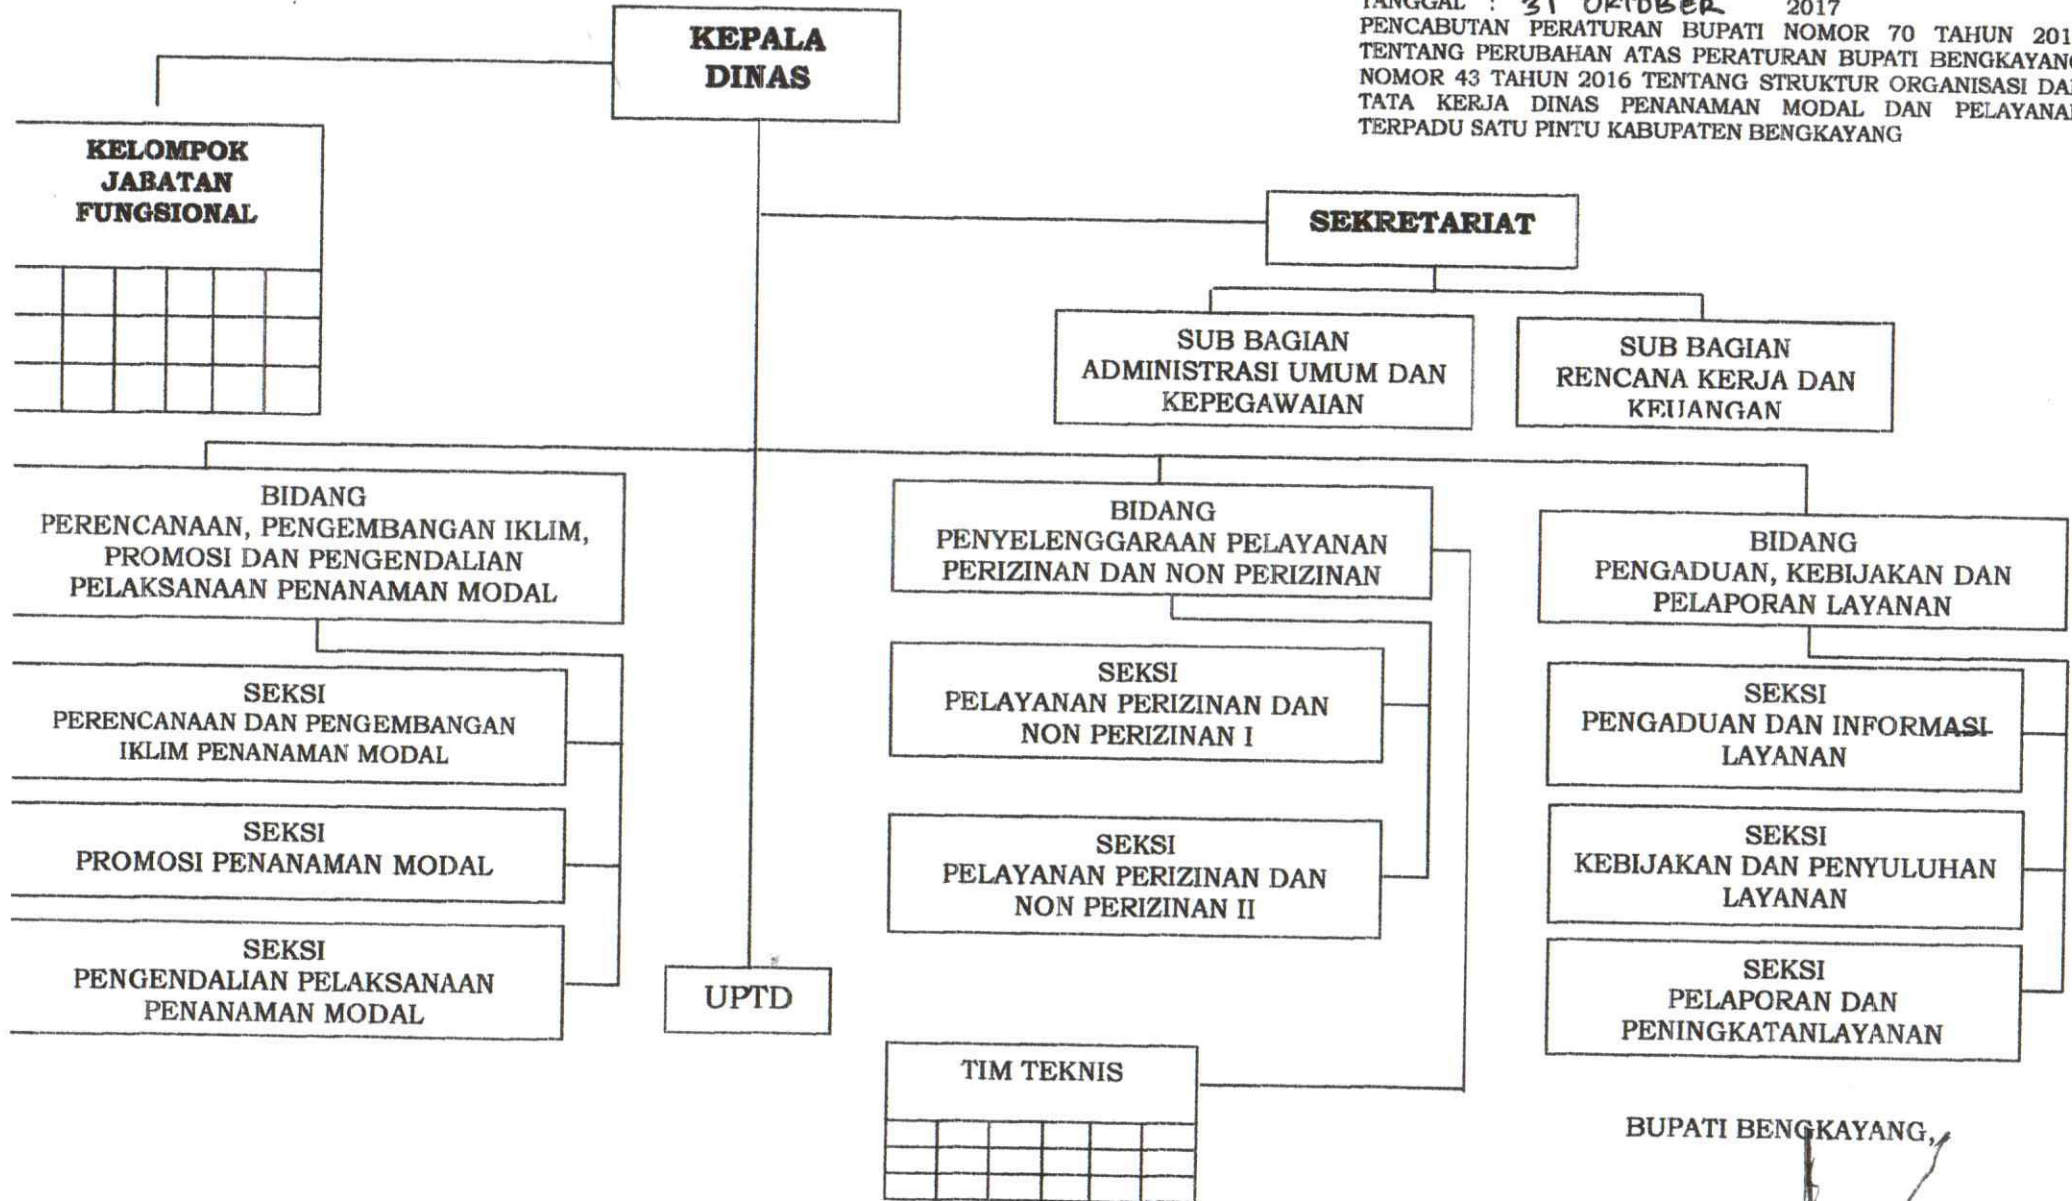 TANGGAL : 31 OKTOBER 2017
PENCABUTAN PERATURAN BUPATI NOMOR 70 TAHUN 201
TENTANG PERUBAHAN ATAS PERATURAN BUPATI BENGKAYANG
NOMOR 43 TAHUN 2016 TENTANG STRUKTUR ORGANISASI DAN
TATA KERJA DINAS PENANAMAN MODAL DAN PELAYANAN
TERPADU SATU PINTU KABUPATEN BENGKAYANG
KEPALA
DINAS
KELOMPOK
JABATAN
FUNGSIONAL
SEKRETARIAT
SUB BAGIAN
ADMINISTRASI UMUM DAN
KEPEGAWAIAN
SUB BAGIAN
RENCANA KERJA DAN
KEUANGAN
BIDANG
PERENCANAAN, PENGEMBANGAN IKLIM,
PROMOSI DAN PENGENDALIAN
PELAKSANAAN PENANAMAN MODAL
SEKSI
PERENCANAAN DAN PENGEMBANGAN
IKLIM PENANAMAN MODAL
SEKSI
PROMOSI PENANAMAN MODAL
SEKSI
PENGENDALIAN PELAKSANAAN
PENANAMAN MODAL
UPTD
BIDANG
PENYELENGGARAAN PELAYANAN
PERIZINAN DAN NON PERIZINAN
SEKSI
PELAYANAN PERIZINAN DAN
NON PERIZINAN I
SEKSI
PELAYANAN PERIZINAN DAN
NON PERIZINAN II
TIM TEKNIS
BIDANG
PENGADUAN, KEBIJAKAN DAN
PELAPORAN LAYANAN
SEKSI
PENGADUAN DAN INFORMASI
LAYANAN
SEKSI
KEBIJAKAN DAN PENYULUHAN
LAYANAN
SEKSI
PELAPORAN DAN
PENINGKATANLAYANAN
BUPATI BENGKAYANG,